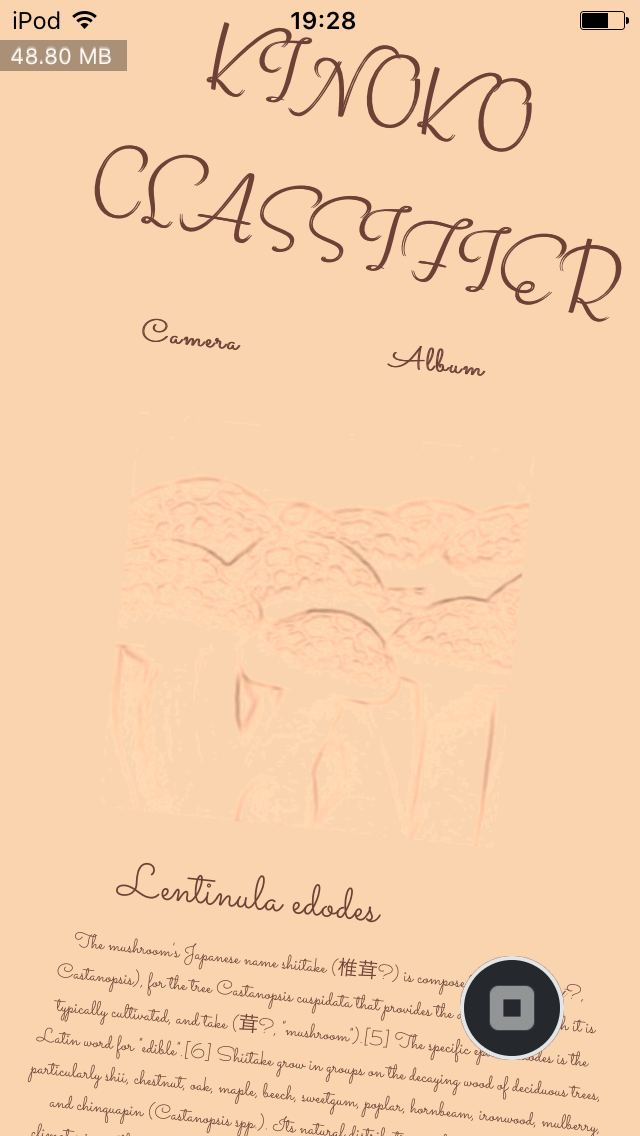 iPod 19:28
48.80 MB
KINOKO
CLASSIFIER
Camera Album
Lentinula edodes
The mushroom's Japanese name shiitake (椎茸?) is compose
Castanopsis), for the tree Castanopsis cuspidata that provides the h it is
typically cultivated, and take (茸?, "mushroom").[5] The specific ep odes is the
Latin word for "edible".[6] Shiitake grow in groups on the decaying wood of deciduous trees,
particularly shii, chestnut, oak, maple, beech, sweetgum, poplar, hornbeam, ironwood, mulberry,
and chinquapin (Castanopsis spp.). Its natural